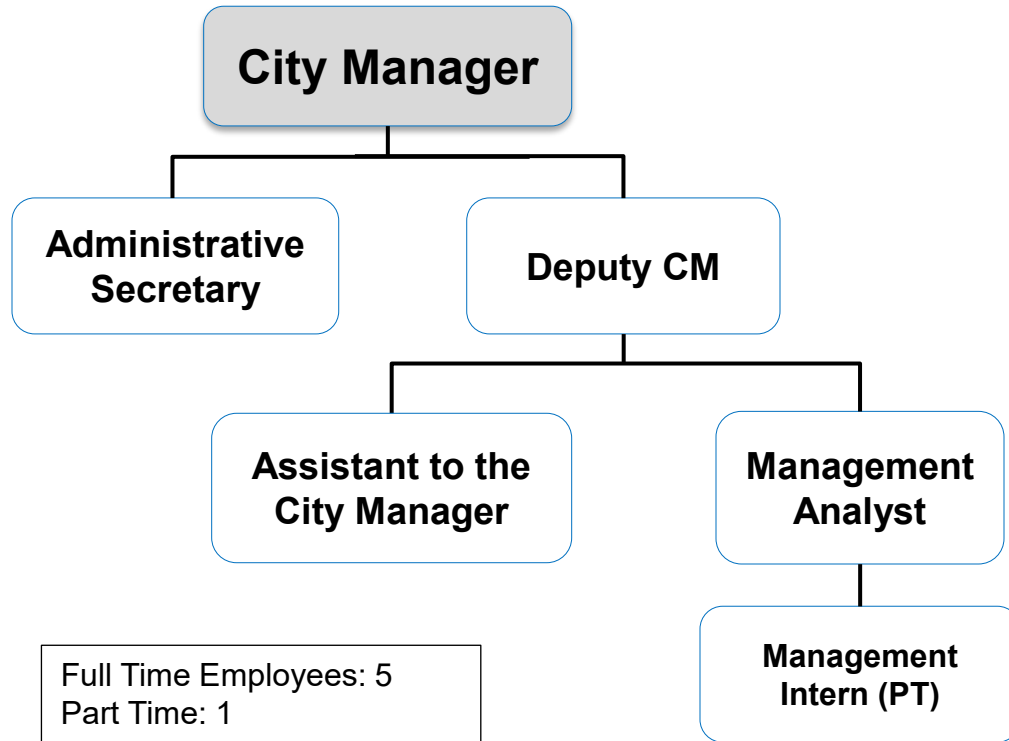 City Manager
Administrative
Secretary
Deputy CM
Assistant to the
City Manager
Management
Analyst
Management
Intern (PT)
Full Time Employees: 5
Part Time: 1